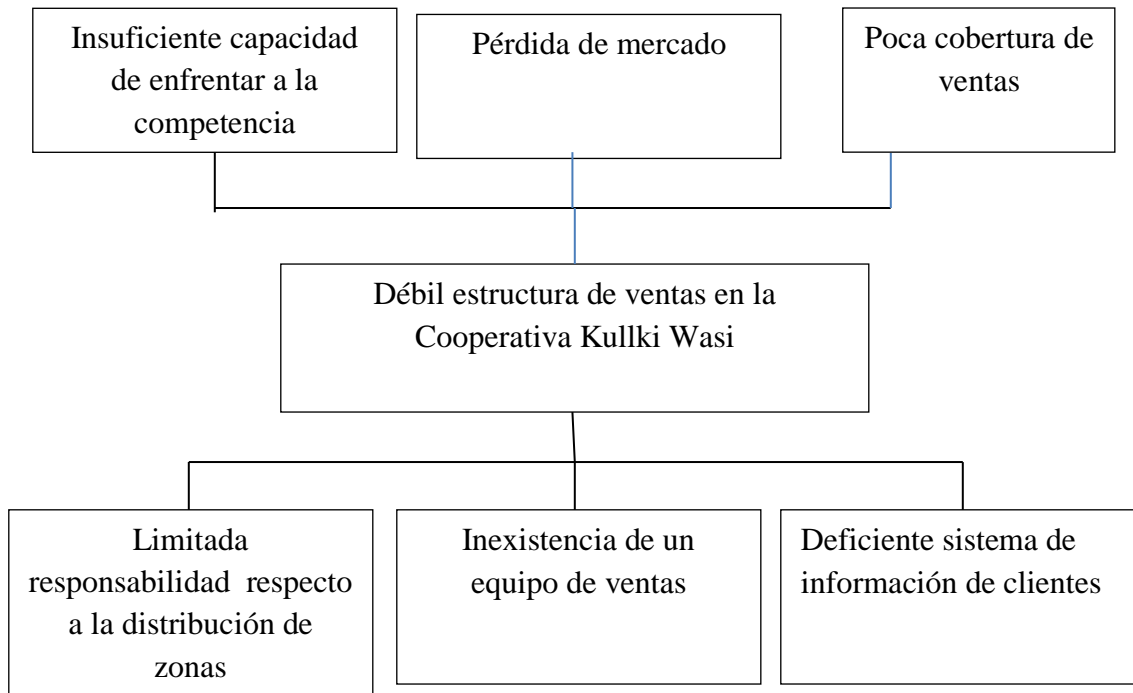 Insuficiente capacidad
de enfrentar a la
competencia
Pérdida de mercado
Poca cobertura de
ventas
Débil estructura de ventas en la
Cooperativa Kullki Wasi
Limitada
responsabilidad  respecto
a la distribución de
zonas
Inexistencia de un
equipo de ventas
Deficiente sistema de
información de clientes